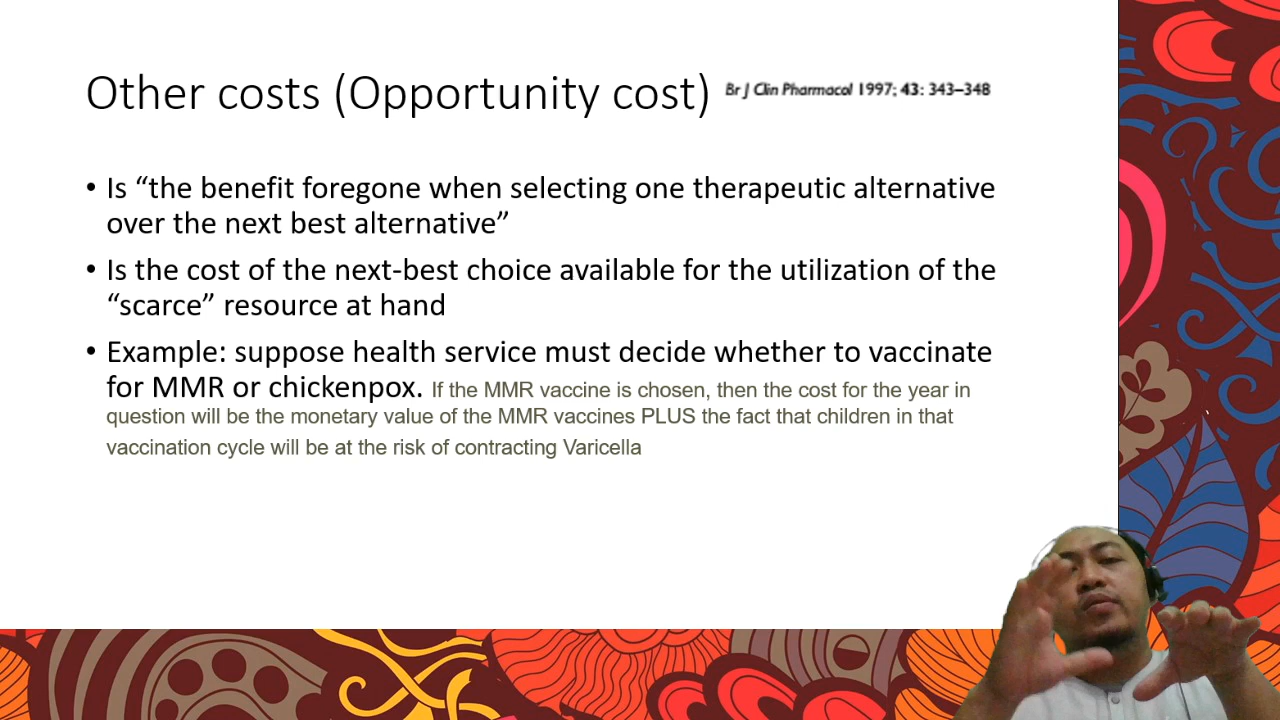 Other costs (Opportunity cost) Br J Clin Pharmacol 1997; 43: 343–348
• Is “the benefit foregone when selecting one therapeutic alternative
over the next best alternative”
• Is the cost of the next-best choice available for the utilization of the
“scarce” resource at hand
• Example: suppose health service must decide whether to vaccinate
for MMR or chickenpox. If the MMR vaccine is chosen, then the cost for the year in
question will be the monetary value of the MMR vaccines PLUS the fact that children in that
vaccination cycle will be at the risk of contracting Varicella